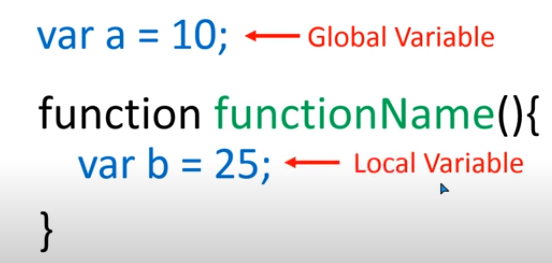 var a = 10; Global Variable
function functionName(){
var b = 25; Local Variable
}